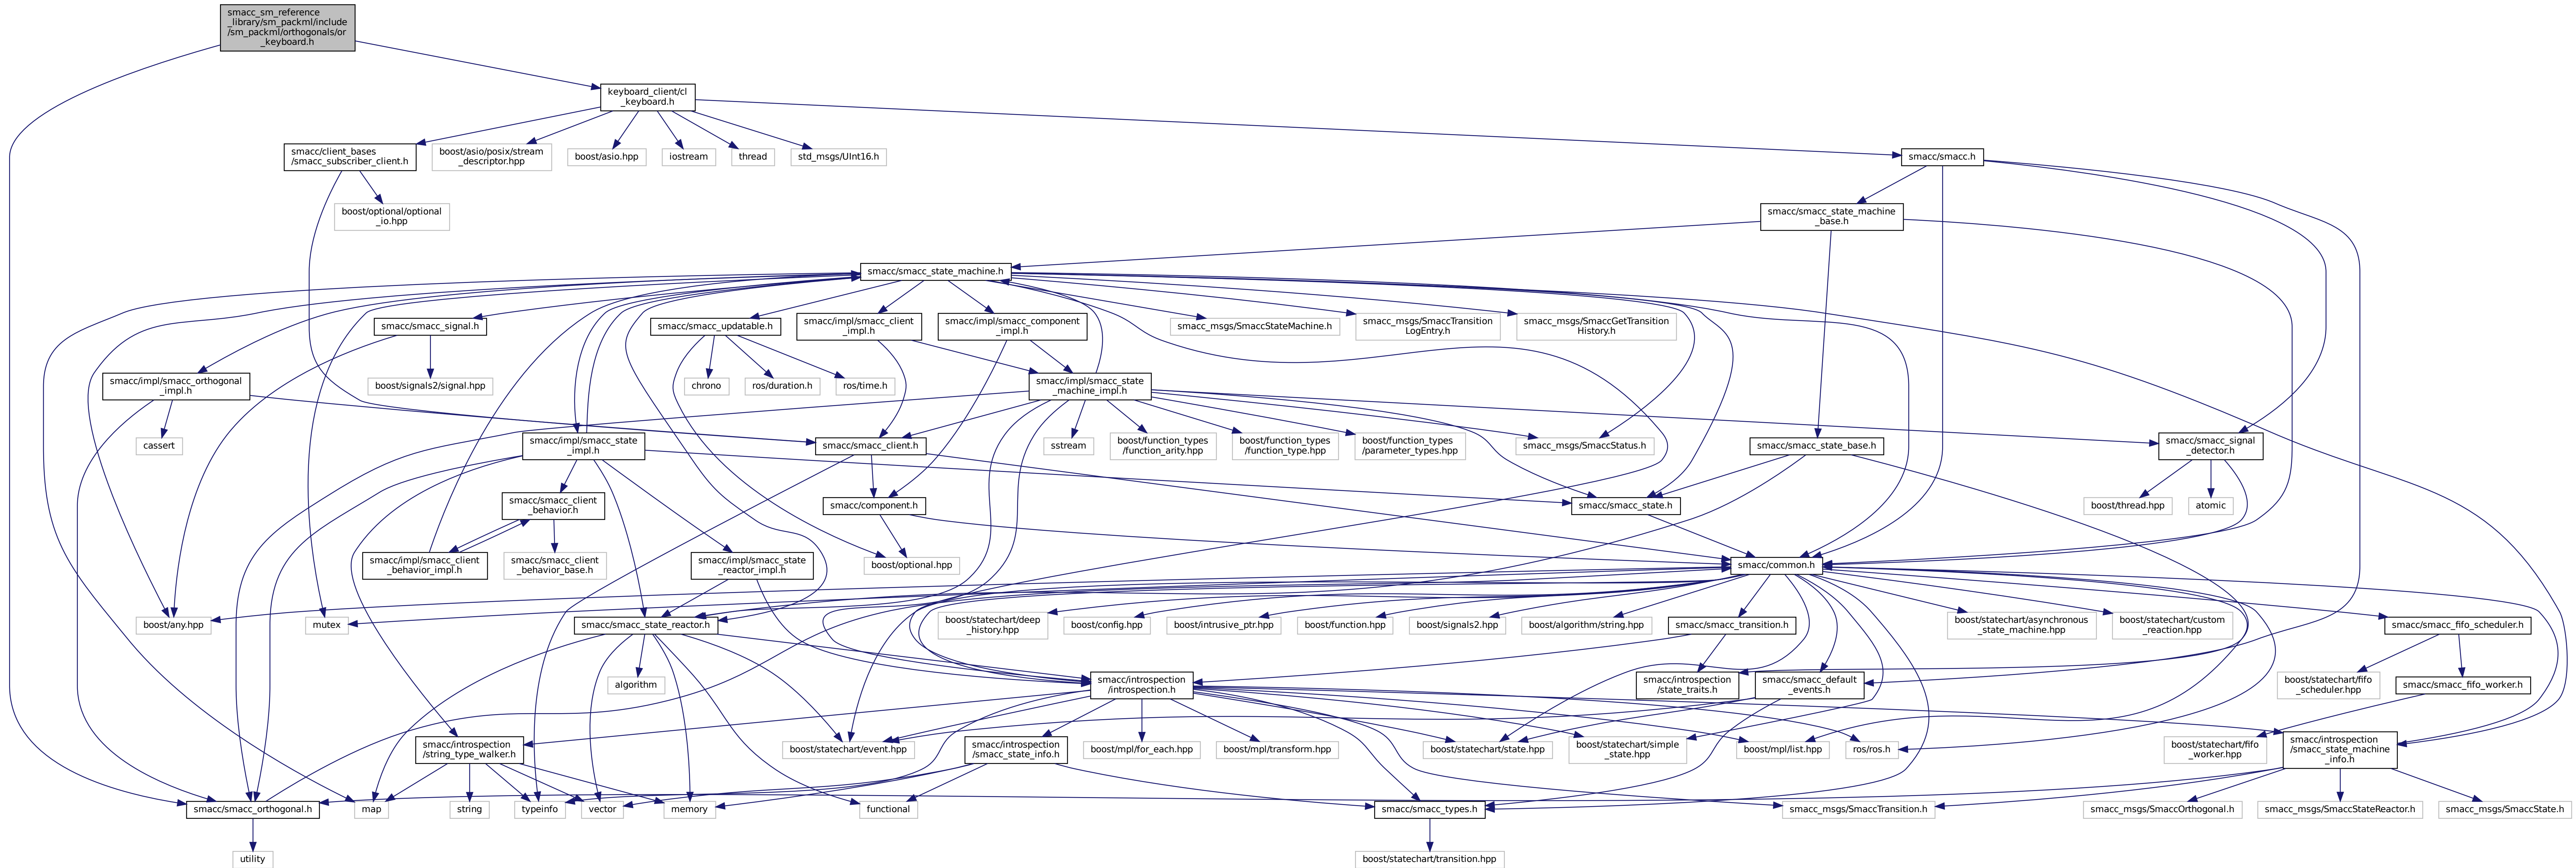 smacc_sm_reference
_library/sm_packml/include
/sm_packml/orthogonals/or
_keyboard.h
keyboard_client/cl
_keyboard.h
smacc/client_bases
/smacc_subscriber_client.h
boost/asio/posix/stream
_descriptor.hpp
boost/asio.hpp
iostream
thread
std_msgs/UInt16.h
smacc/smacc.h
boost/optional/optional
_io.hpp
smacc/smacc_state_machine
_base.h
smacc/smacc_state_machine.h
smacc/smacc_signal.h
smacc/smacc_updatable.h
smacc/impl/smacc_client
_impl.h
smacc/impl/smacc_component
_impl.h
smacc_msgs/SmaccStateMachine.h
smacc_msgs/SmaccTransition
LogEntry.h
smacc_msgs/SmaccGetTransition
History.h
smacc/impl/smacc_orthogonal
_impl.h
boost/signals2/signal.hpp
chrono
ros/duration.h
ros/time.h
smacc/impl/smacc_state
_machine_impl.h
cassert
smacc/impl/smacc_state
_impl.h
smacc/smacc_client.h
sstream
boost/function_types
/function_arity.hpp
boost/function_types
/function_type.hpp
boost/function_types
/parameter_types.hpp
smacc_msgs/SmaccStatus.h
smacc/smacc_state_base.h
smacc/smacc_signal
_detector.h
smacc/smacc_client
_behavior.h
smacc/component.h
smacc/smacc_state.h
boost/thread.hpp
atomic
smacc/impl/smacc_client
_behavior_impl.h
smacc/smacc_client
_behavior_base.h
smacc/impl/smacc_state
_reactor_impl.h
boost/optional.hpp
smacc/common.h
boost/any.hpp
mutex
smacc/smacc_state_reactor.h
boost/statechart/deep
_history.hpp
boost/config.hpp
boost/intrusive_ptr.hpp
boost/function.hpp
boost/signals2.hpp
boost/algorithm/string.hpp
smacc/smacc_transition.h
boost/statechart/asynchronous
_state_machine.hpp
boost/statechart/custom
_reaction.hpp
smacc/smacc_fifo_scheduler.h
algorithm
smacc/introspection
/introspection.h
smacc/introspection
/state_traits.h
smacc/smacc_default
_events.h
boost/statechart/fifo
_scheduler.hpp
smacc/smacc_fifo_worker.h
smacc/introspection
/string_type_walker.h
boost/statechart/event.hpp
smacc/introspection
/smacc_state_info.h
boost/mpl/for_each.hpp
boost/mpl/transform.hpp
boost/statechart/state.hpp
boost/statechart/simple
_state.hpp
boost/mpl/list.hpp
ros/ros.h
boost/statechart/fifo
_worker.hpp
smacc/introspection
/smacc_state_machine
_info.h
smacc/smacc_orthogonal.h
map
string
typeinfo
vector
memory
functional
smacc/smacc_types.h
smacc_msgs/SmaccTransition.h
smacc_msgs/SmaccOrthogonal.h
smacc_msgs/SmaccStateReactor.h
smacc_msgs/SmaccState.h
utility
boost/statechart/transition.hpp